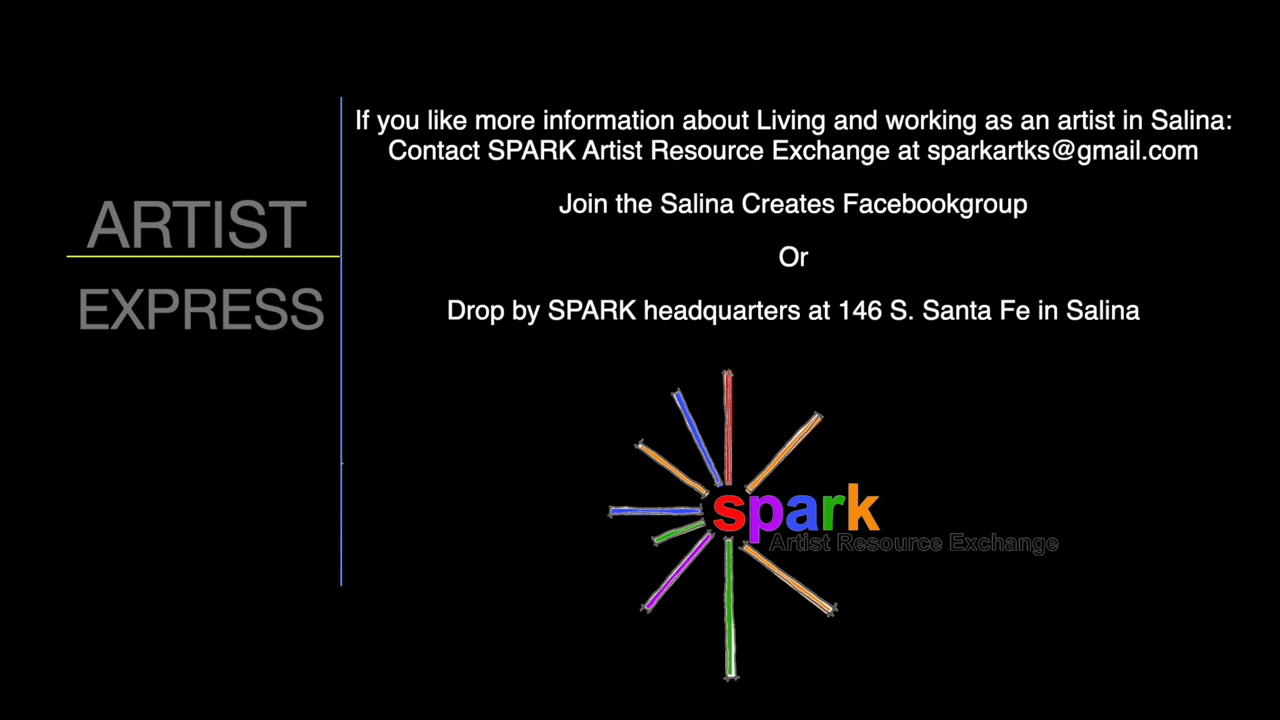 ARTIST
EXPRESS
If you like more information about Living and working as an artist in Salina:
Contact SPARK Artist Resource Exchange at sparkartks@gmail.com
Join the Salina Creates Facebookgroup
Or
Drop by SPARK headquarters at 146 S. Santa Fe in Salina
spark
Artist Resource Exchange